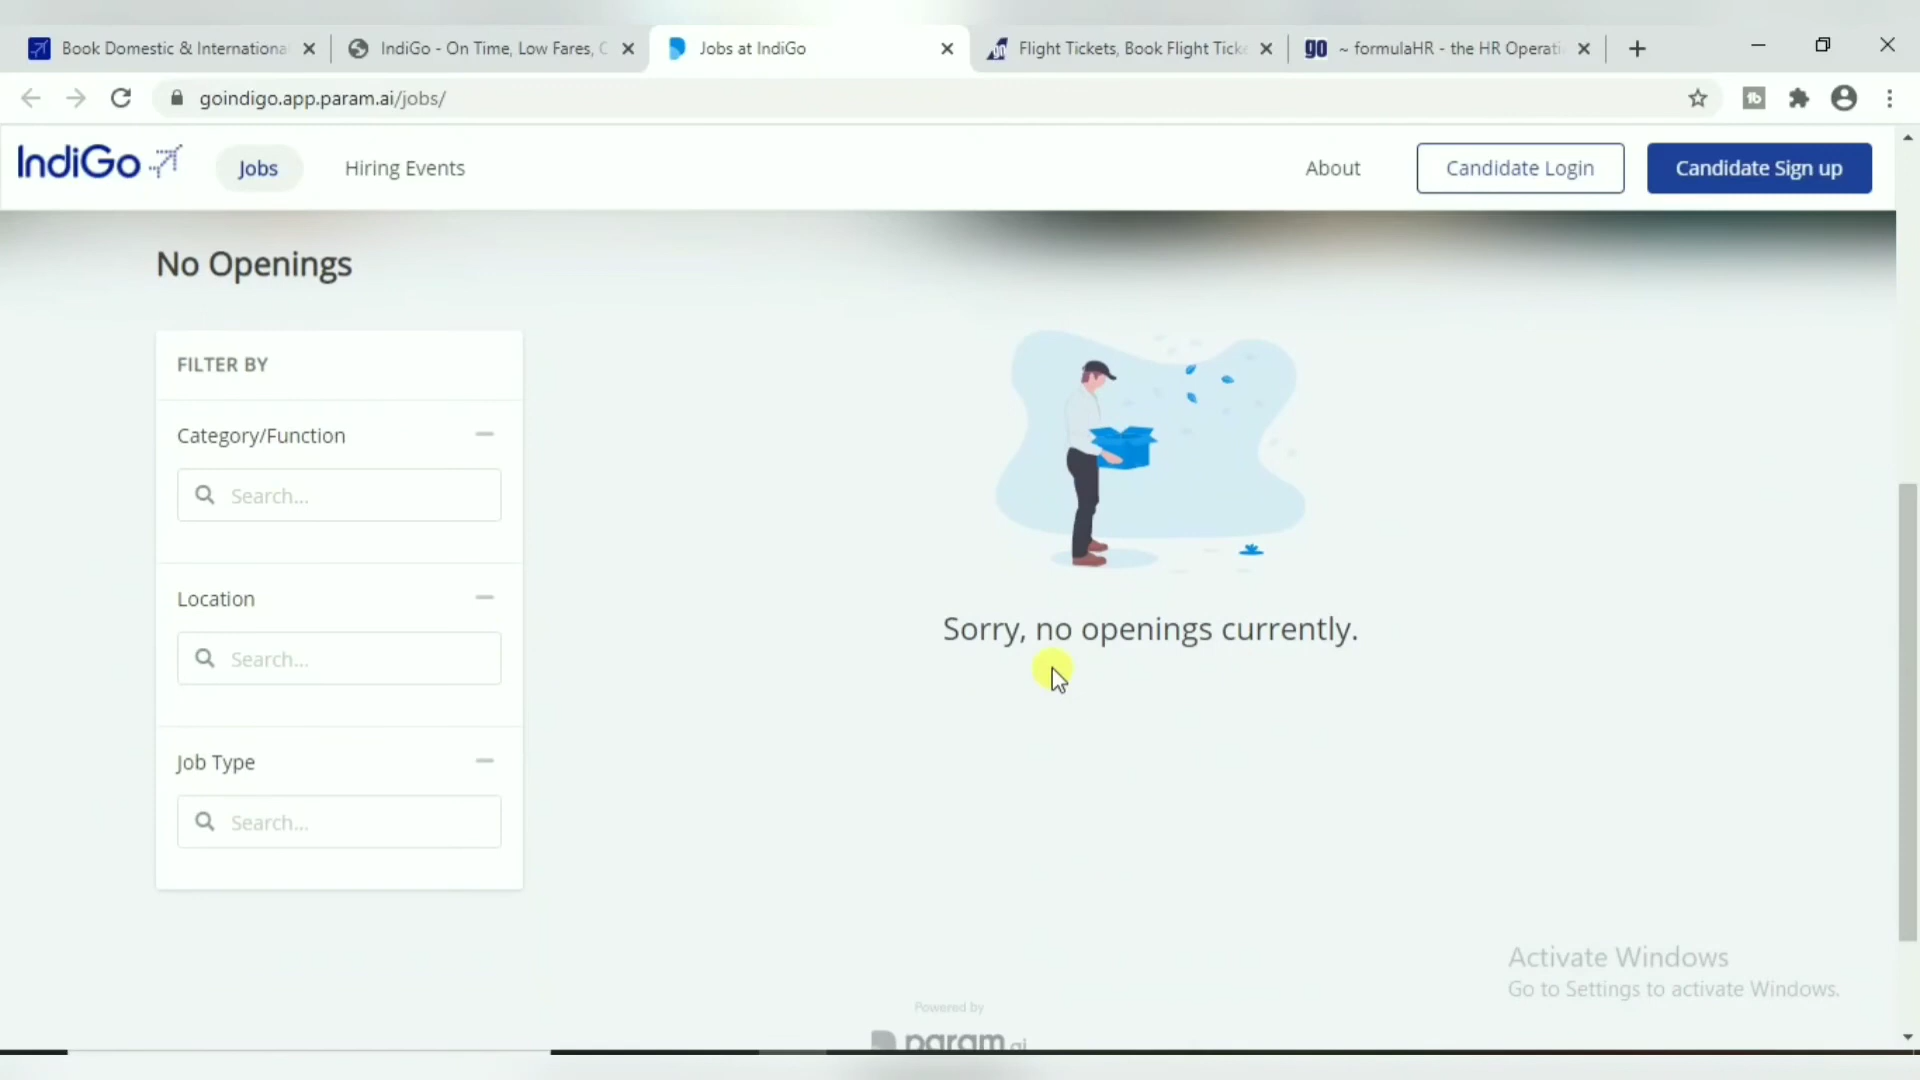 Book Domestic & Internationa
IndiGo - On Time, Low Fares, C
Jobs at IndiGo
Flight Tickets, Book Flight Ticke
go ~ formulaHR - the HR Operati
goindigo.app.param.ai/jobs/
IndiGo
Jobs
Hiring Events
About
Candidate Login
Candidate Sign up
No Openings
FILTER BY
Category/Function
Search...
Location
Search...
Job Type
Search...
Sorry, no openings currently.
Activate Windows
Go to Settings to activate Windows.
Powered by
param.ai